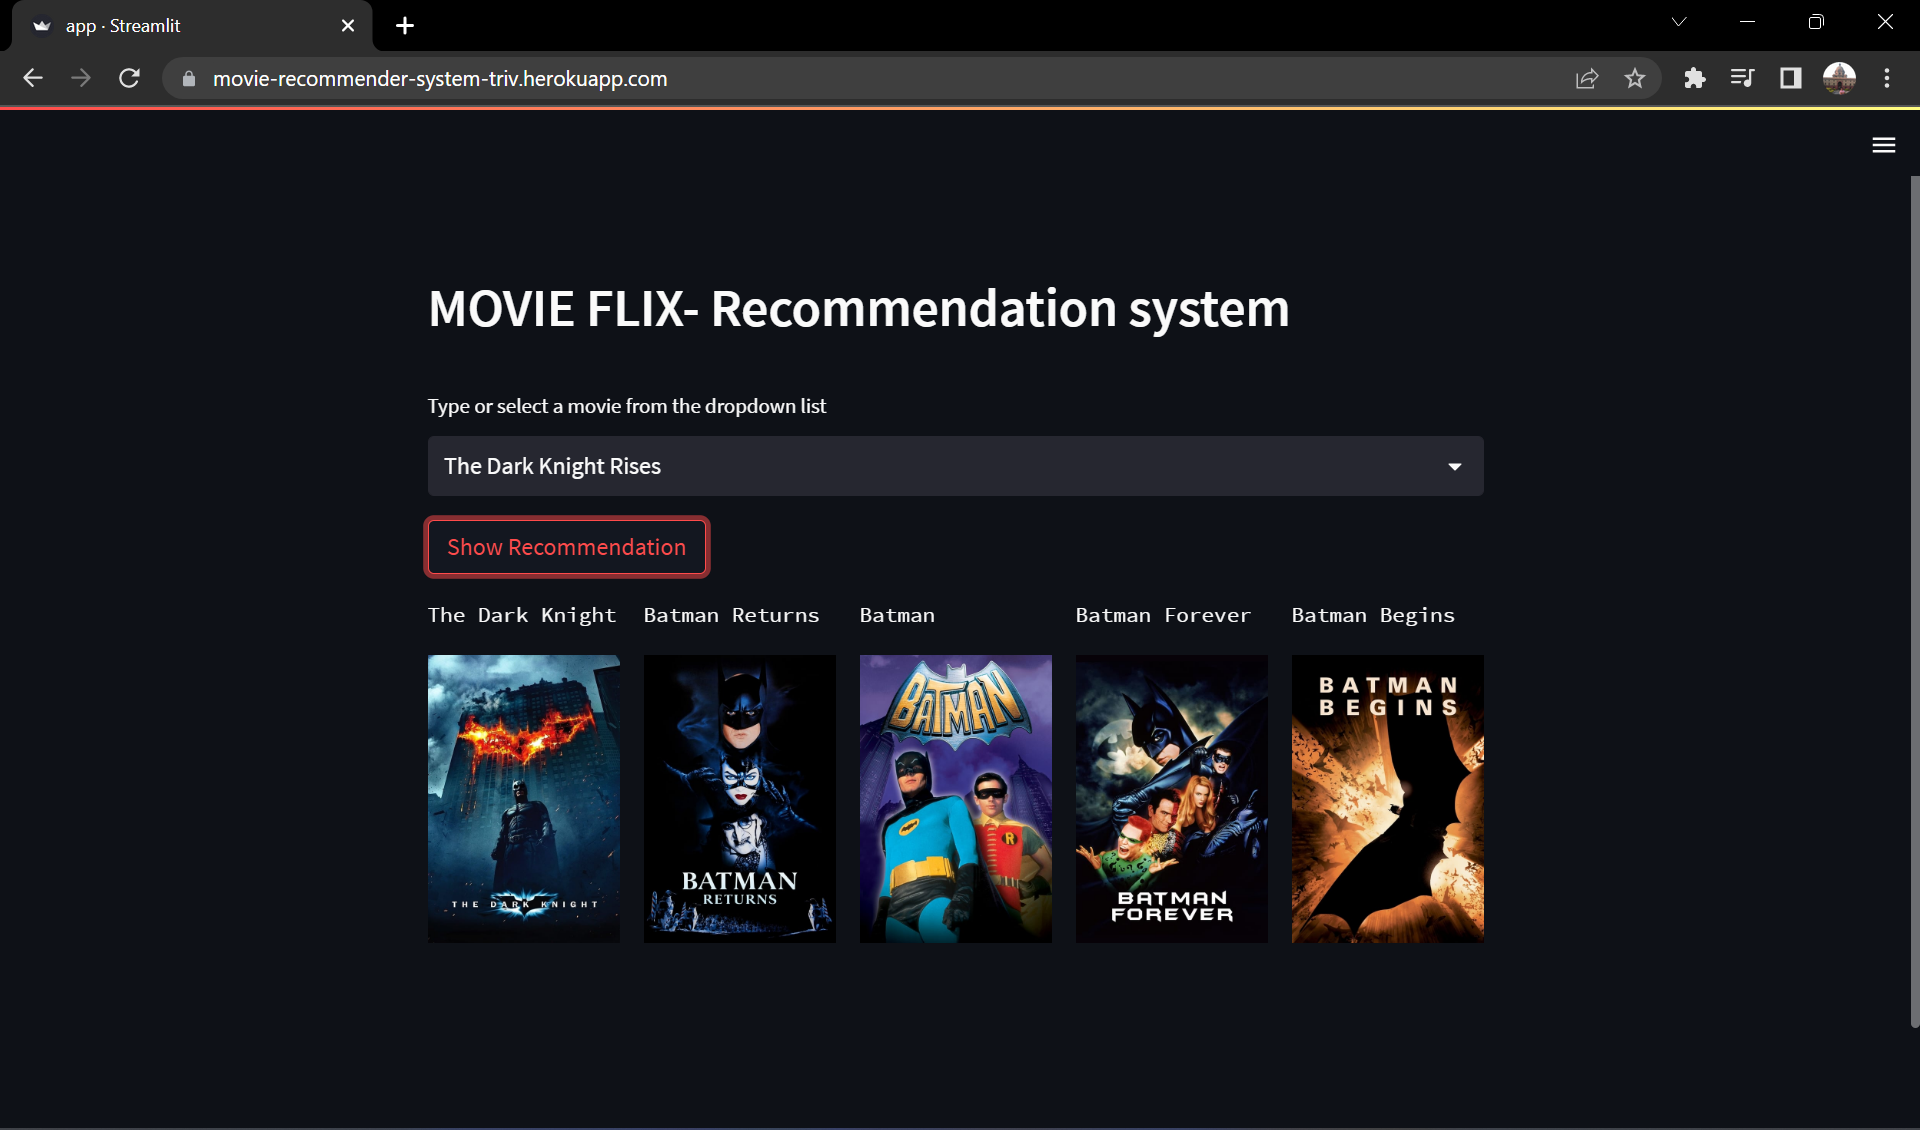 app · Streamlit
movie-recommender-system-triv.herokuapp.com
MOVIE FLIX- Recommendation system
Type or select a movie from the dropdown list
The Dark Knight Rises
Show Recommendation
The Dark Knight
Batman Returns
Batman
Batman Forever
Batman Begins
THE DARK KNIGHT
BATMAN
RETURNS
BATMAN
R
BATMAN
FOREVER
BATMAN
BEGINS